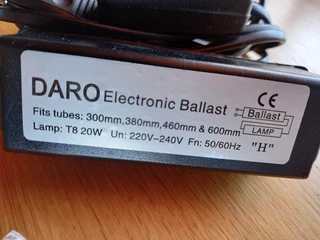 DARO Electronic Ballast
CE
Fits tubes: 300mm,380mm,460mm & 600mm
Ballast
LAMP
Lamp: T8 20W Un: 220V-240V Fn: 50/60Hz
"H"